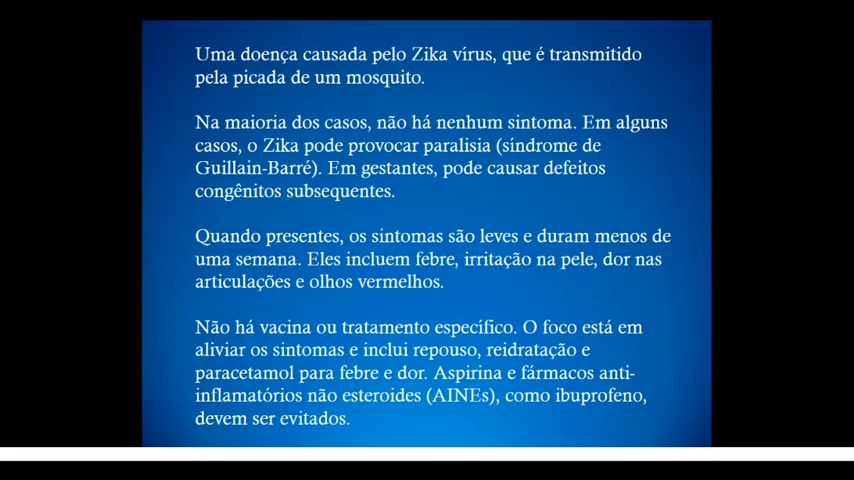 Uma doença causada pelo Zika vírus, que é transmitido
pela picada de um mosquito.
Na maioria dos casos, não há nenhum sintoma. Em alguns
casos, o Zika pode provocar paralisia (síndrome de
Guillain-Barré). Em gestantes, pode causar defeitos
congênitos subsequentes.
Quando presentes, os sintomas são leves e duram menos de
uma semana. Eles incluem febre, irritação na pele, dor nas
articulações e olhos vermelhos.
Não há vacina ou tratamento específico. O foco está em
aliviar os sintomas e inclui repouso, reidratação e
paracetamol para febre e dor. Aspirina e fármacos anti-
inflamatórios não esteroides (AINEs), como ibuprofeno,
devem ser evitados.